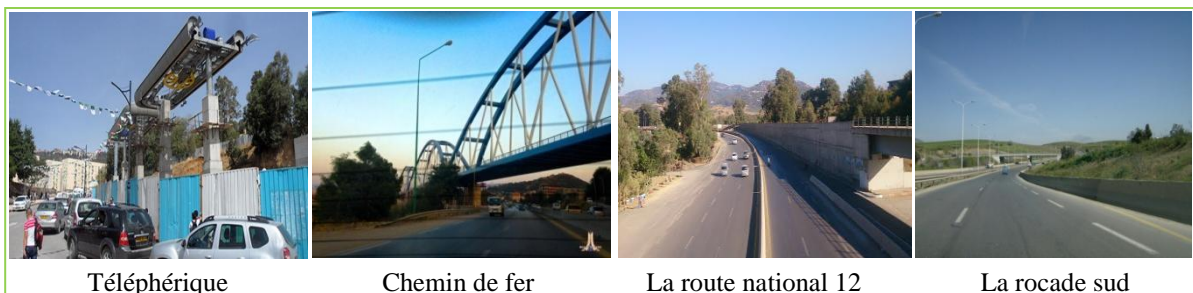 Téléphérique
Chemin de fer
La route national 12
La rocade sud